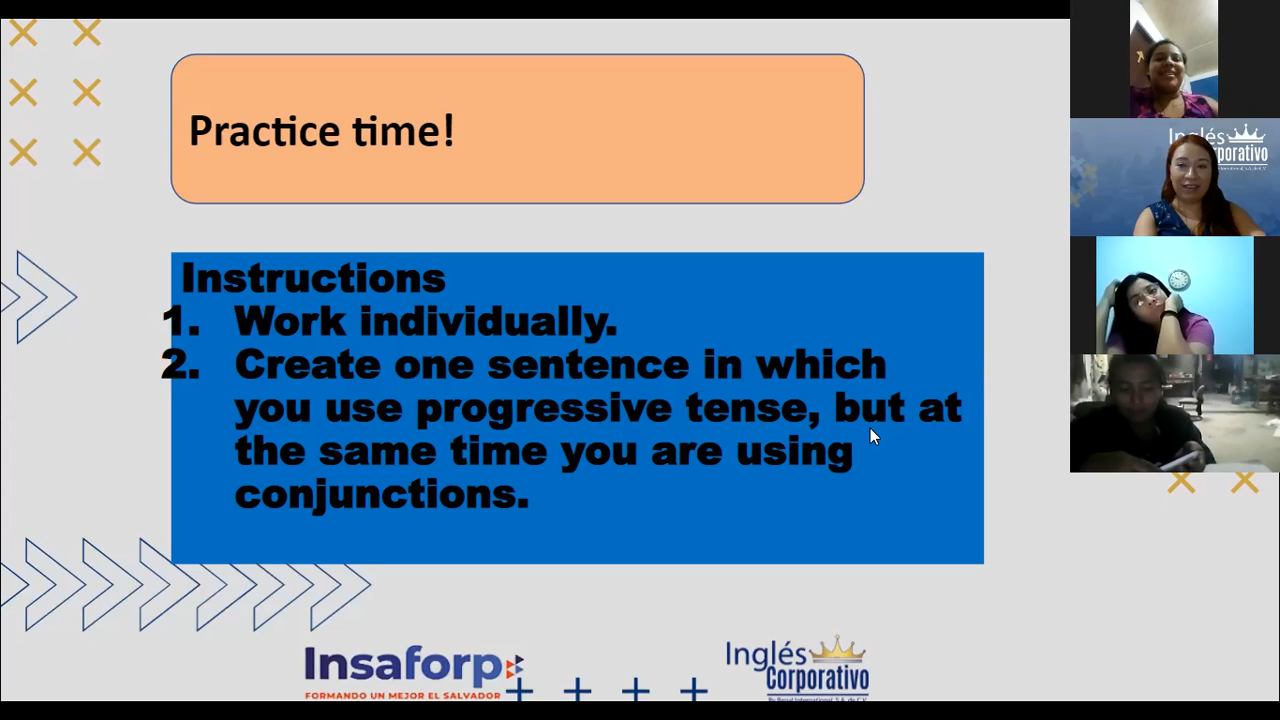 Practice time!
Instructions
1. Work individually.
2. Create one sentence in which
you use progressive tense, but at
the same time you are using
conjunctions.
Insaforp
FORMANDO UN MEJOR EL SALVADOR
Inglés
Corporativo
Inglés
porativo